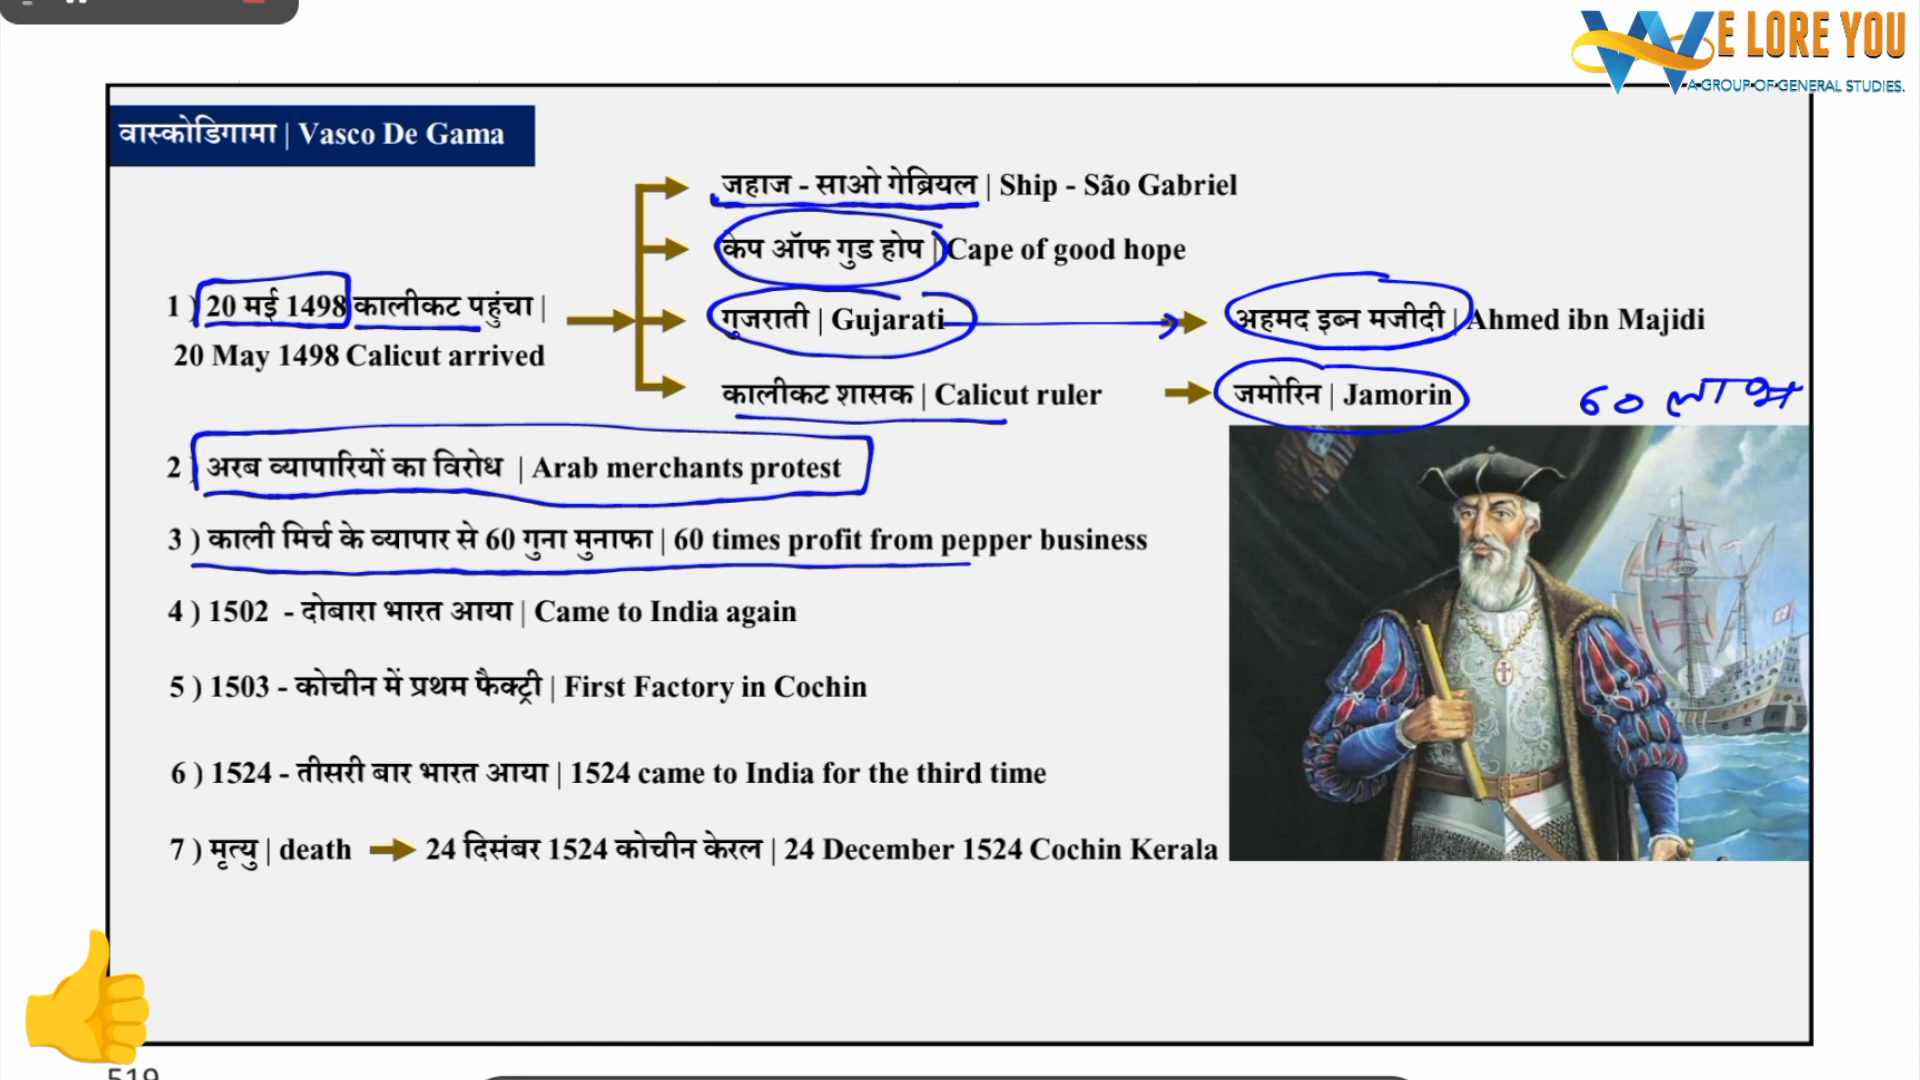 WE LORE YOU
A GROUP OF GENERAL STUDIES.
वास्कोडिगामा | Vasco De Gama
जहाज - साओ गेब्रियल | Ship - São Gabriel
केप ऑफ गुड होप | Cape of good hope
1 ) 20 मई 1498 कालीकट पहुंचा |
20 May 1498 Calicut arrived
गुजराती | Gujarati
अहमद इब्न मजीदी | Ahmed ibn Majidi
कालीकट शासक | Calicut ruler
जमोरिन | Jamorin
60 लाभ
2 ) अरब व्यापारियों का विरोध | Arab merchants protest
3 ) काली मिर्च के व्यापार से 60 गुना मुनाफा | 60 times profit from pepper business
4 ) 1502 - दोबारा भारत आया | Came to India again
5 ) 1503 - कोचीन में प्रथम फैक्ट्री | First Factory in Cochin
6 ) 1524 - तीसरी बार भारत आया | 1524 came to India for the third time
7 ) मृत्यु | death 24 दिसंबर 1524 कोचीन केरल | 24 December 1524 Cochin Kerala
519